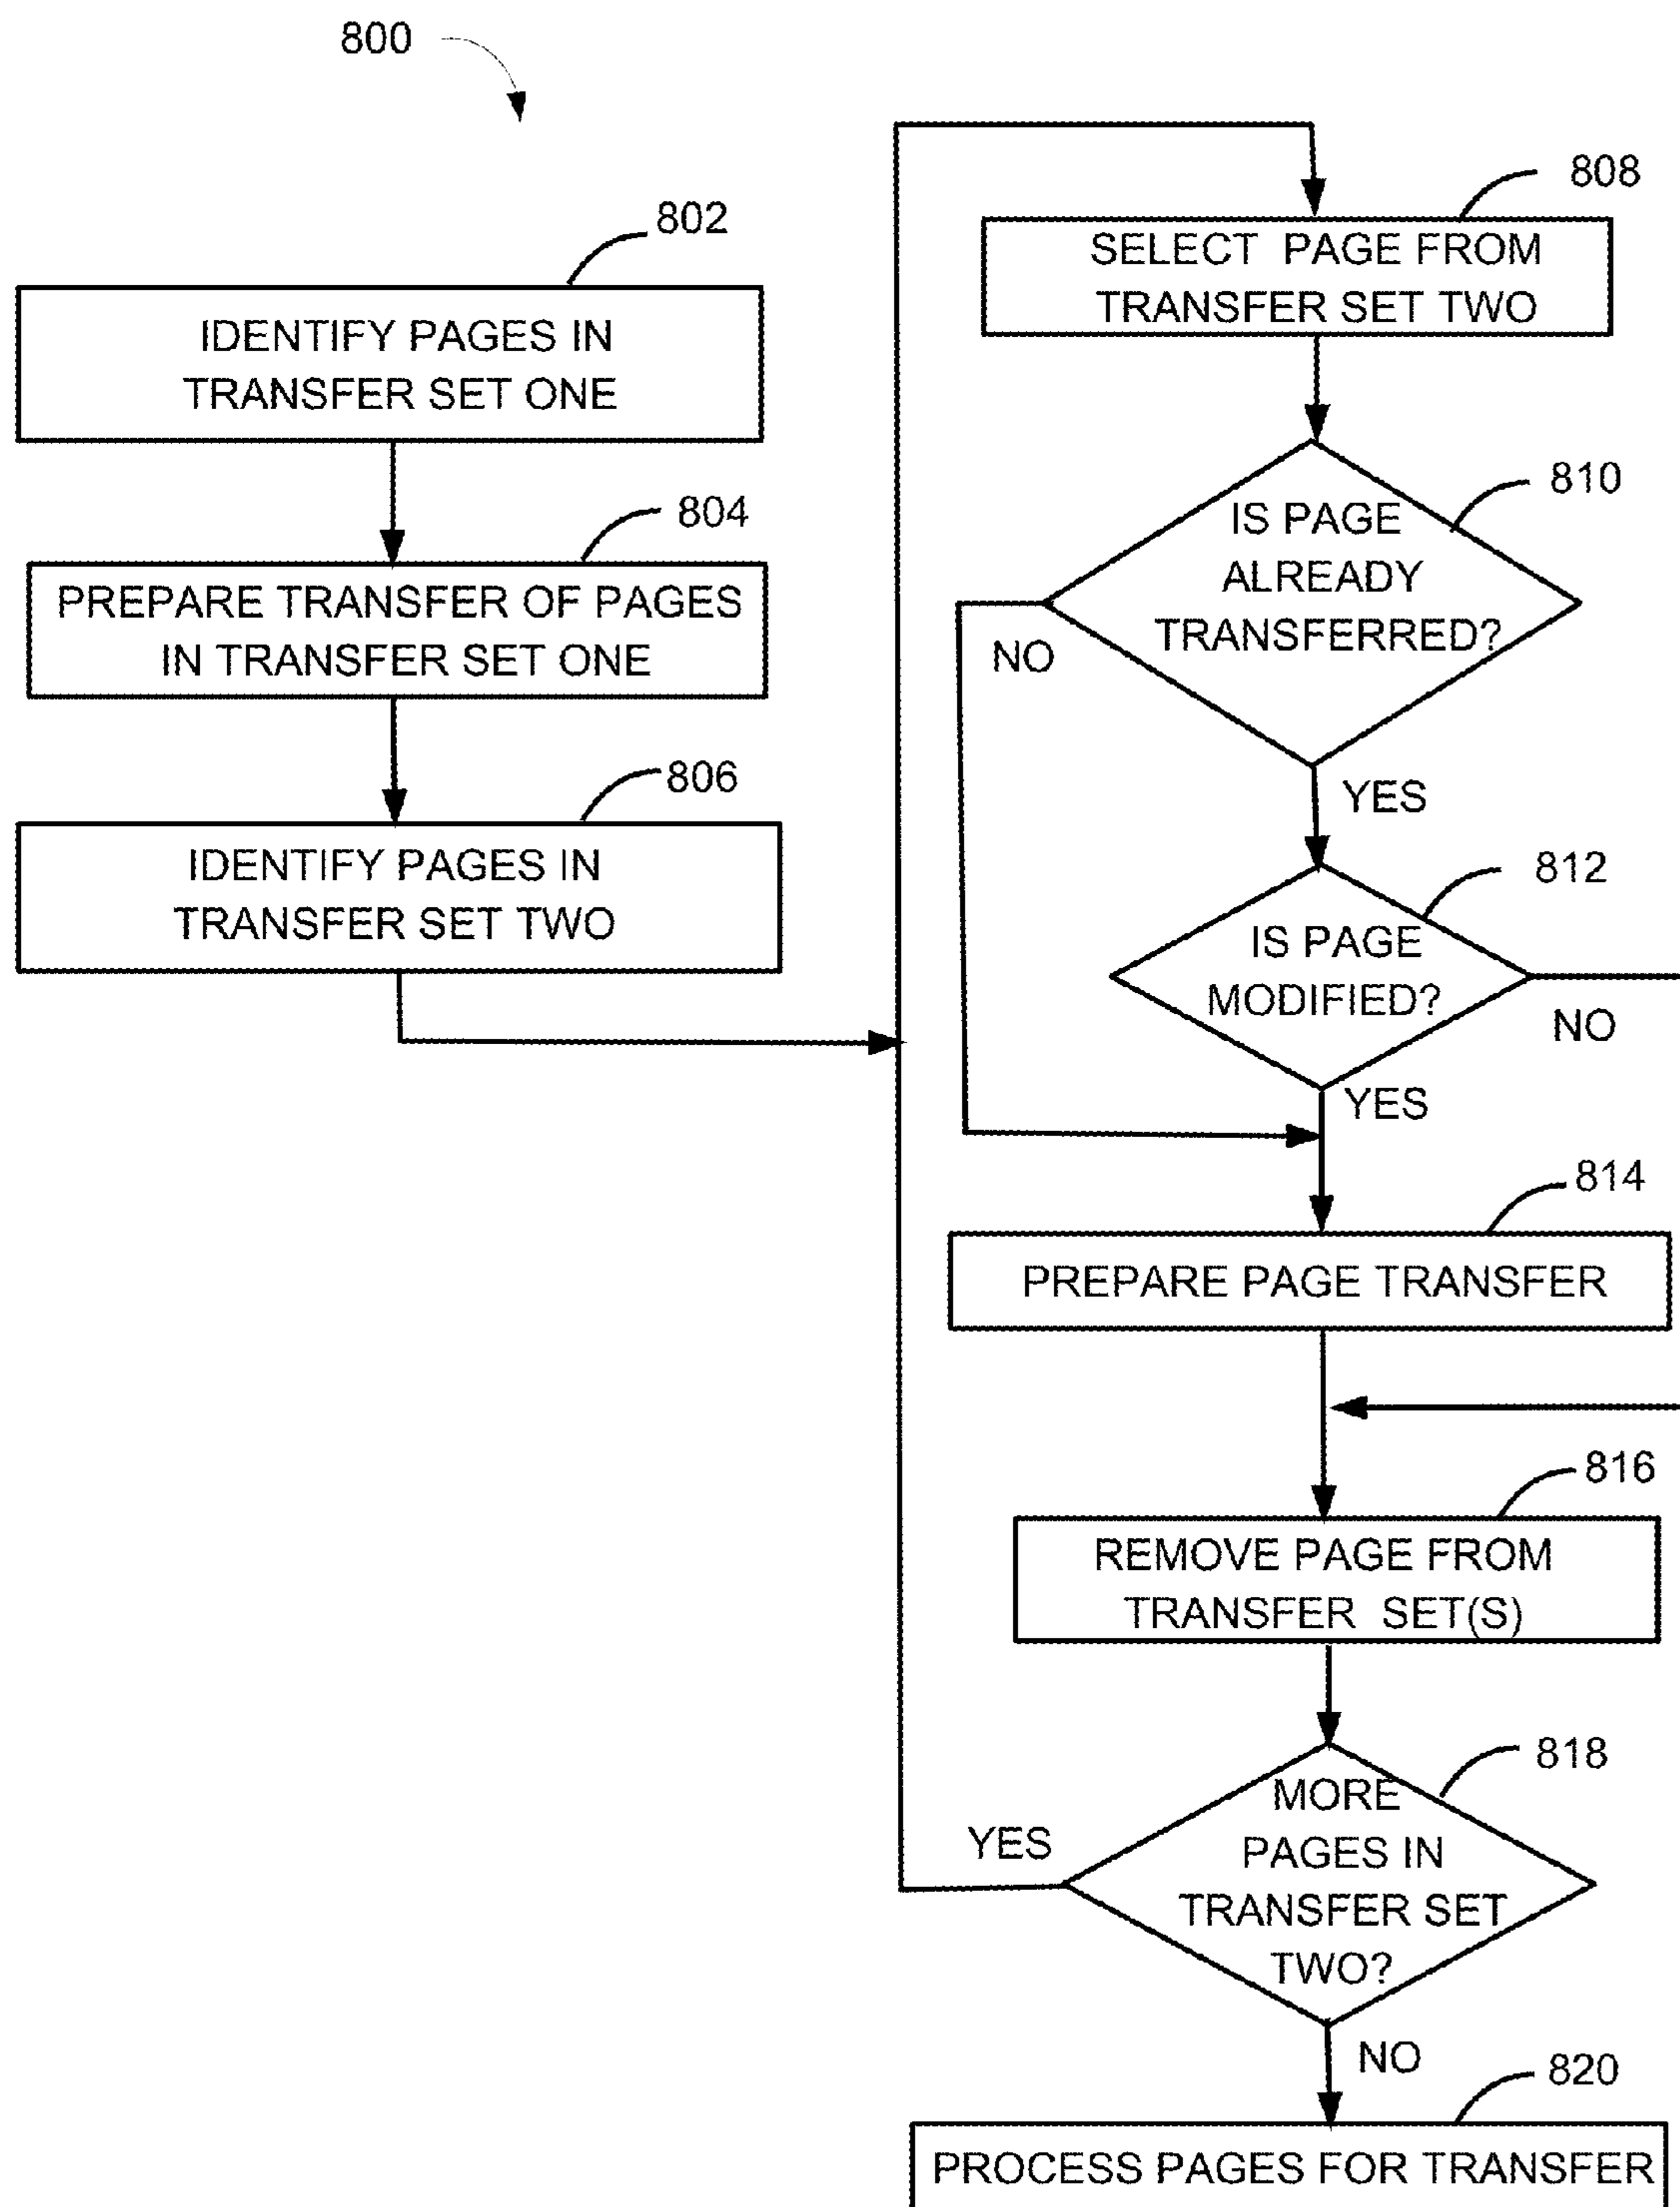 800
802
IDENTIFY PAGES IN
TRANSFER SET ONE
804
PREPARE TRANSFER OF PAGES
IN TRANSFER SET ONE
806
IDENTIFY PAGES IN
TRANSFER SET TWO
808
SELECT PAGE FROM
TRANSFER SET TWO
810
IS PAGE
ALREADY
TRANSFERRED?
NO
YES
812
IS PAGE
MODIFIED?
NO
YES
814
PREPARE PAGE TRANSFER
816
REMOVE PAGE FROM
TRANSFER SET(S)
818
MORE
PAGES IN
TRANSFER SET
TWO?
YES
NO
820
PROCESS PAGES FOR TRANSFER